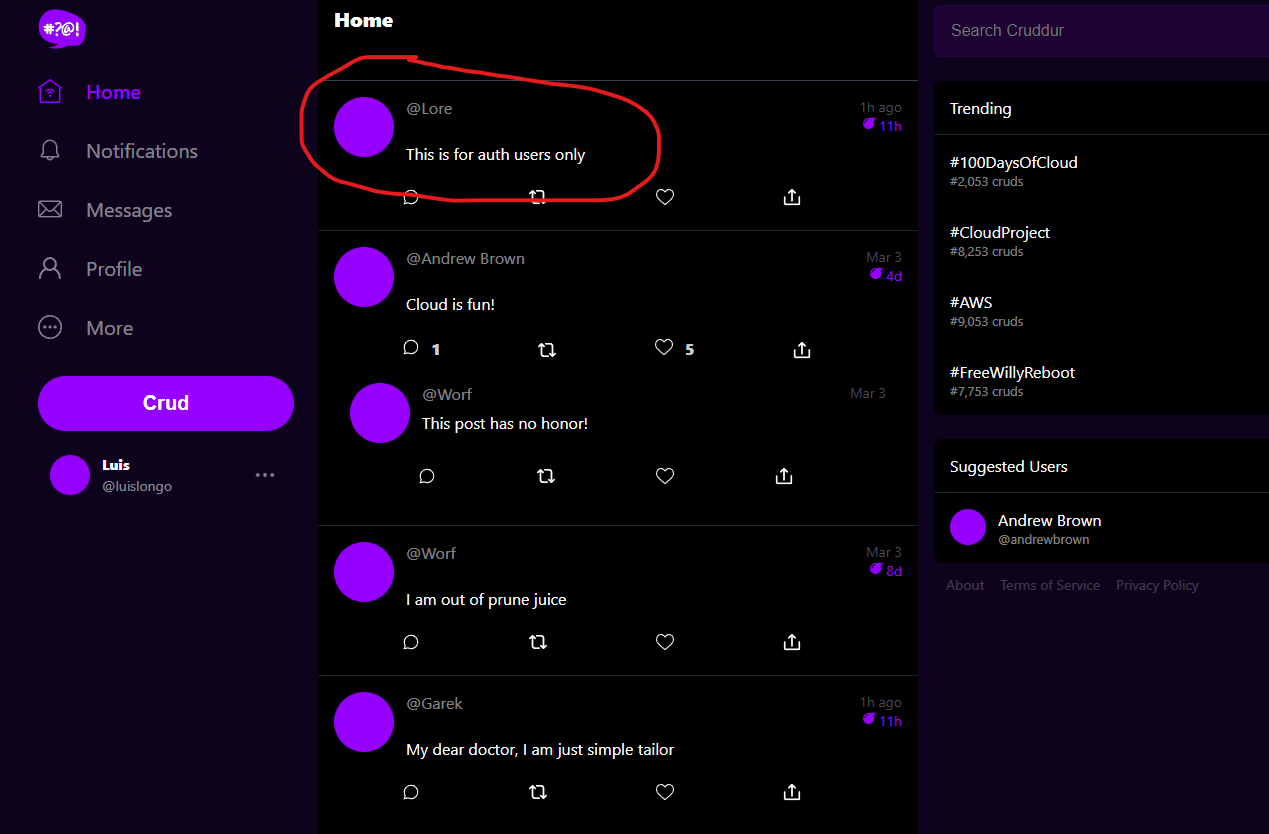 #?@!
Home
Notifications
Messages
Profile
More
Crud
Luis
@luislongo
Home
@Lore
1h ago
11h
This is for auth users only
@Andrew Brown
Mar 3
4d
Cloud is fun!
1
5
@Worf
Mar 3
This post has no honor!
@Worf
Mar 3
8d
I am out of prune juice
@Garek
1h ago
11h
My dear doctor, I am just simple tailor
Search Cruddur
Trending
#100DaysOfCloud
#2,053 cruds
#CloudProject
#8,253 cruds
#AWS
#9,053 cruds
#FreeWillyReboot
#7,753 cruds
Suggested Users
Andrew Brown
@andrewbrown
About Terms of Service Privacy Policy